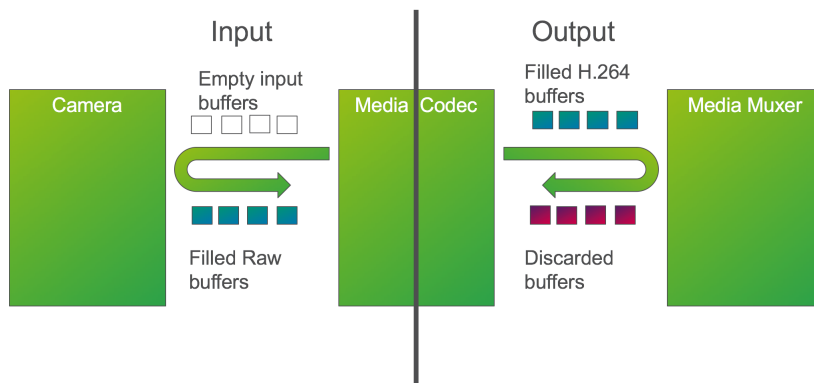 Input
Output
Empty input
buffers
Filled H.264
buffers
Camera
Media Codec
Media Muxer
Filled Raw
buffers
Discarded
buffers